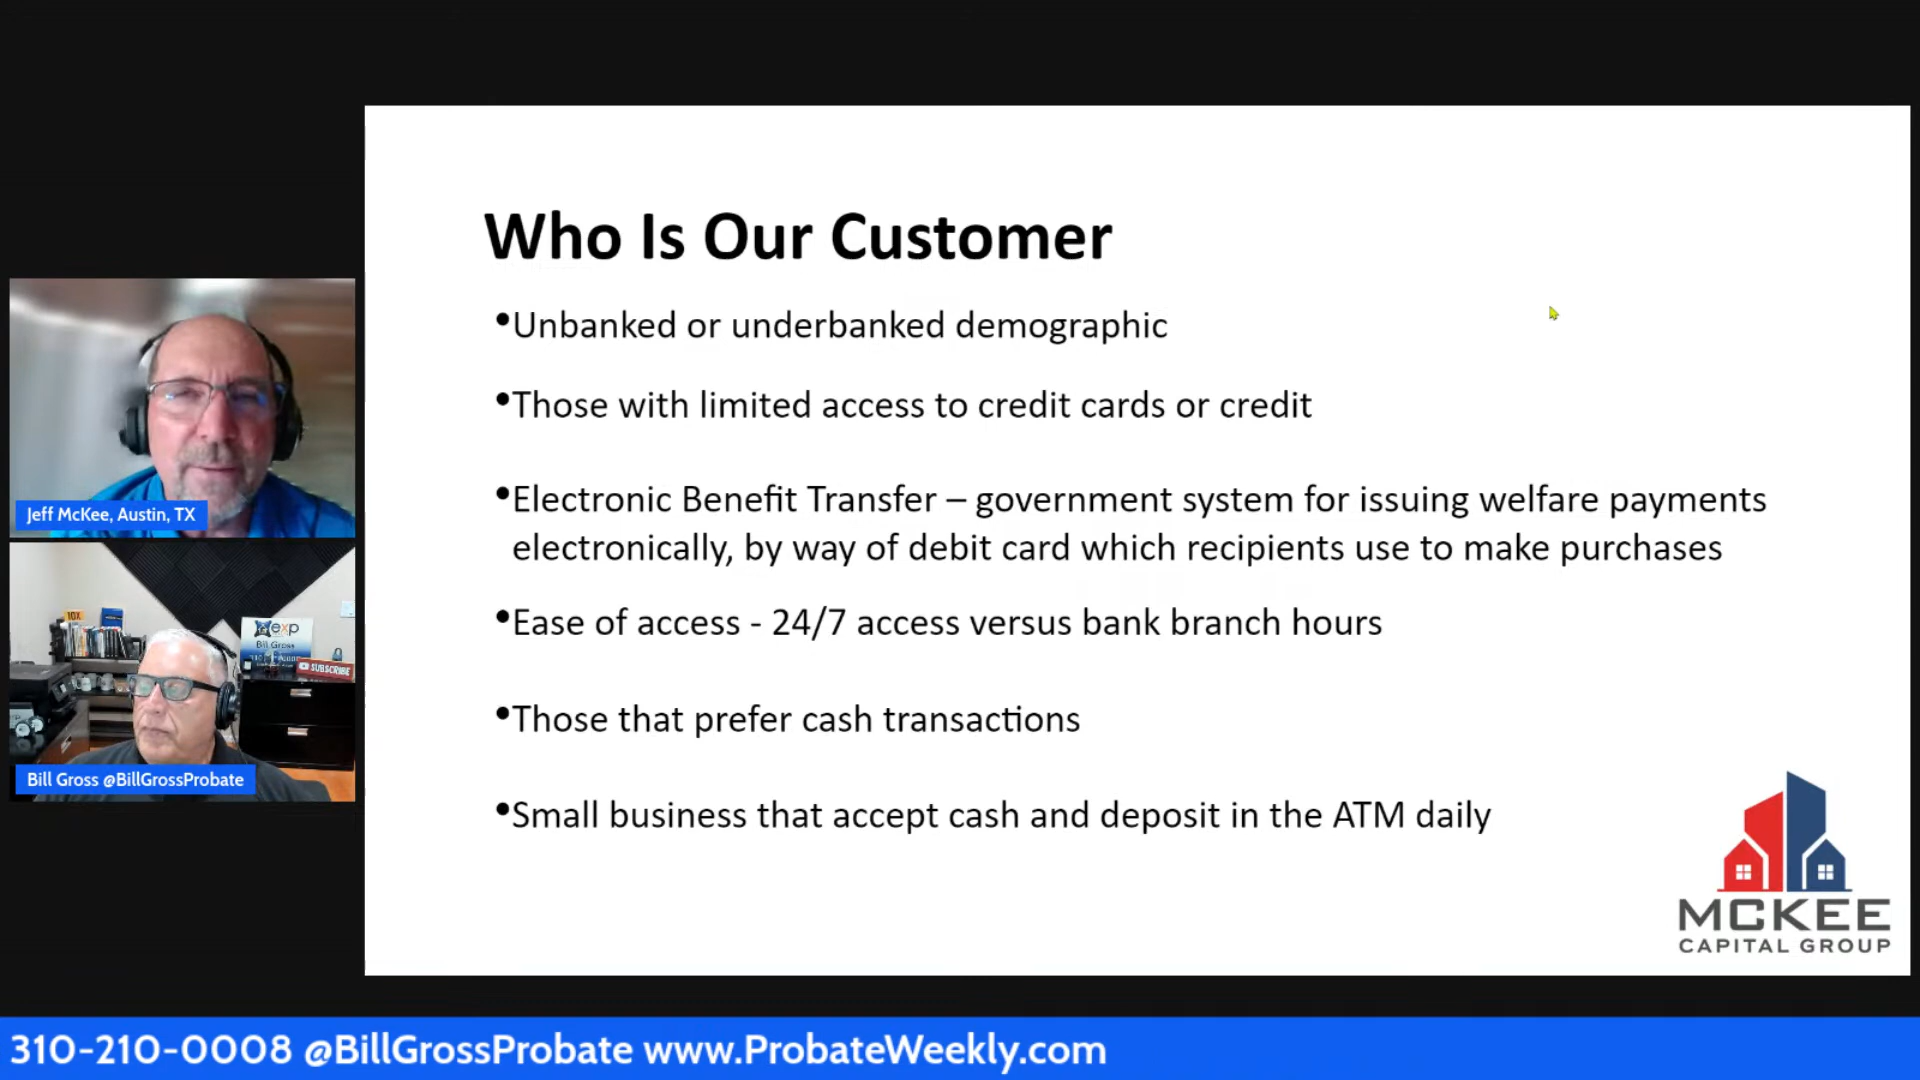 Who Is Our Customer
•Unbanked or underbanked demographic
•Those with limited access to credit cards or credit
•Electronic Benefit Transfer – government system for issuing welfare payments
electronically, by way of debit card which recipients use to make purchases
•Ease of access - 24/7 access versus bank branch hours
•Those that prefer cash transactions
•Small business that accept cash and deposit in the ATM daily
MCKEE
CAPITAL GROUP
Jeff McKee, Austin, TX
10X
exp
Bill Gross
SUBSCRIBE
Bill Gross @BillGrossProbate
310-210-0008 @BillGrossProbate www.ProbateWeekly.com